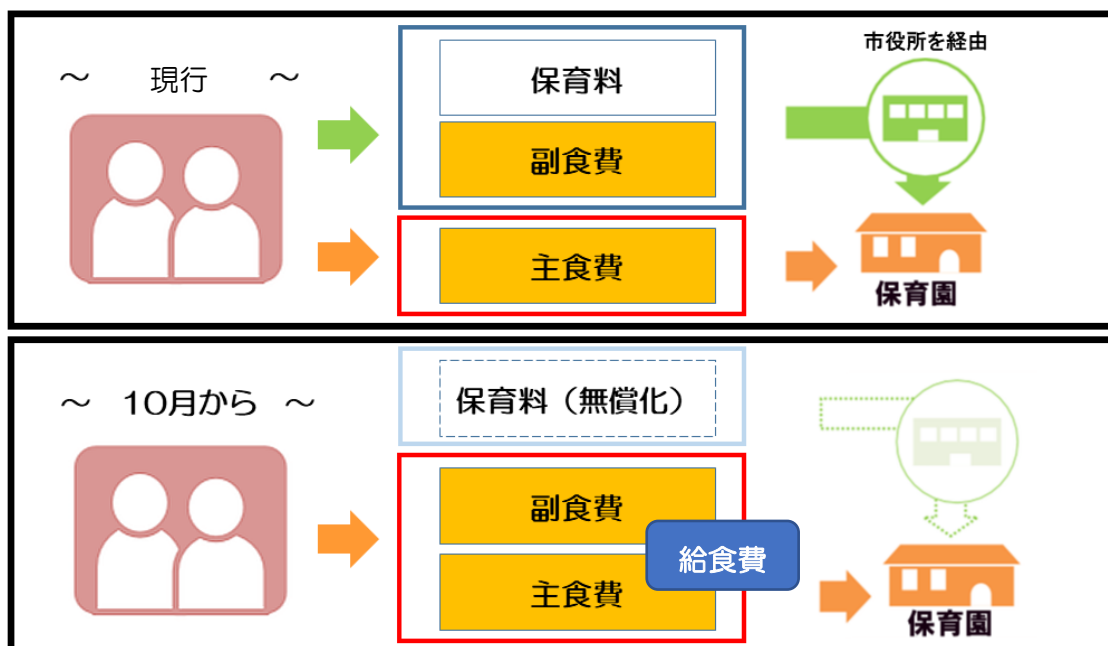 ～ 現行 ～
保育料
副食費
主食費
市役所を経由
保育園
～ 10月から ～
保育料（無償化）
副食費
主食費
給食費
保育園